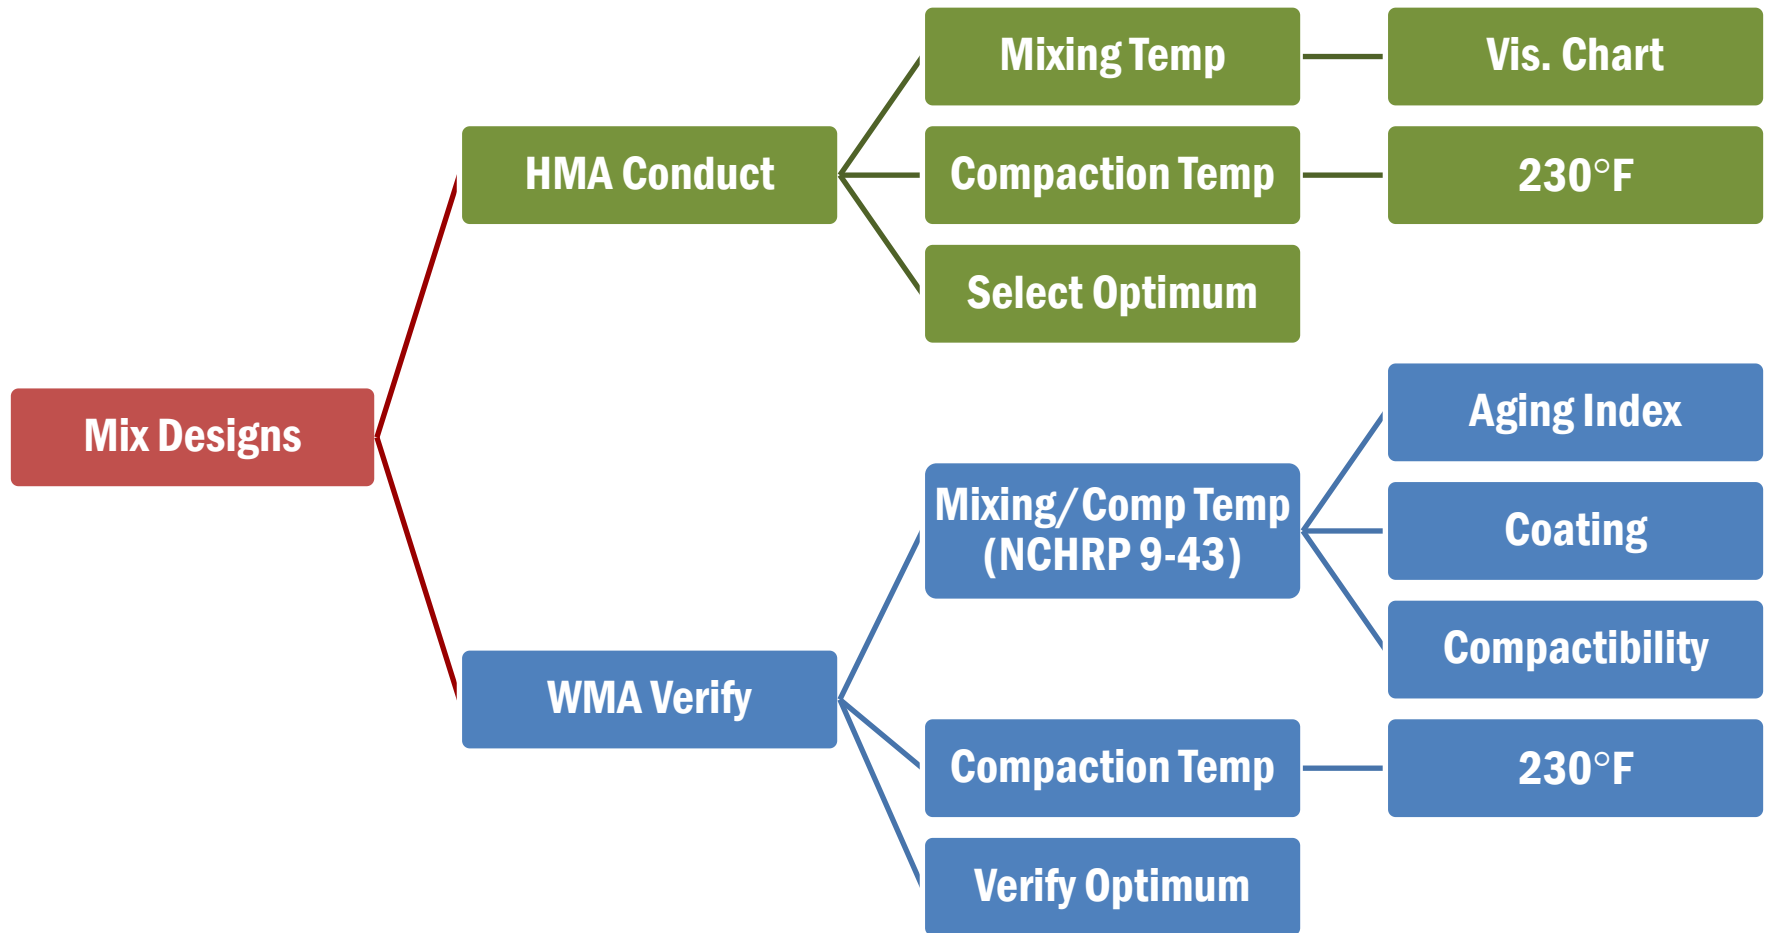 Mix Designs
HMA Conduct
Mixing Temp
Vis. Chart
Compaction Temp
230°F
Select Optimum
WMA Verify
Mixing/Comp Temp
(NCHRP 9-43)
Aging Index
Coating
Compactibility
Compaction Temp
230°F
Verify Optimum